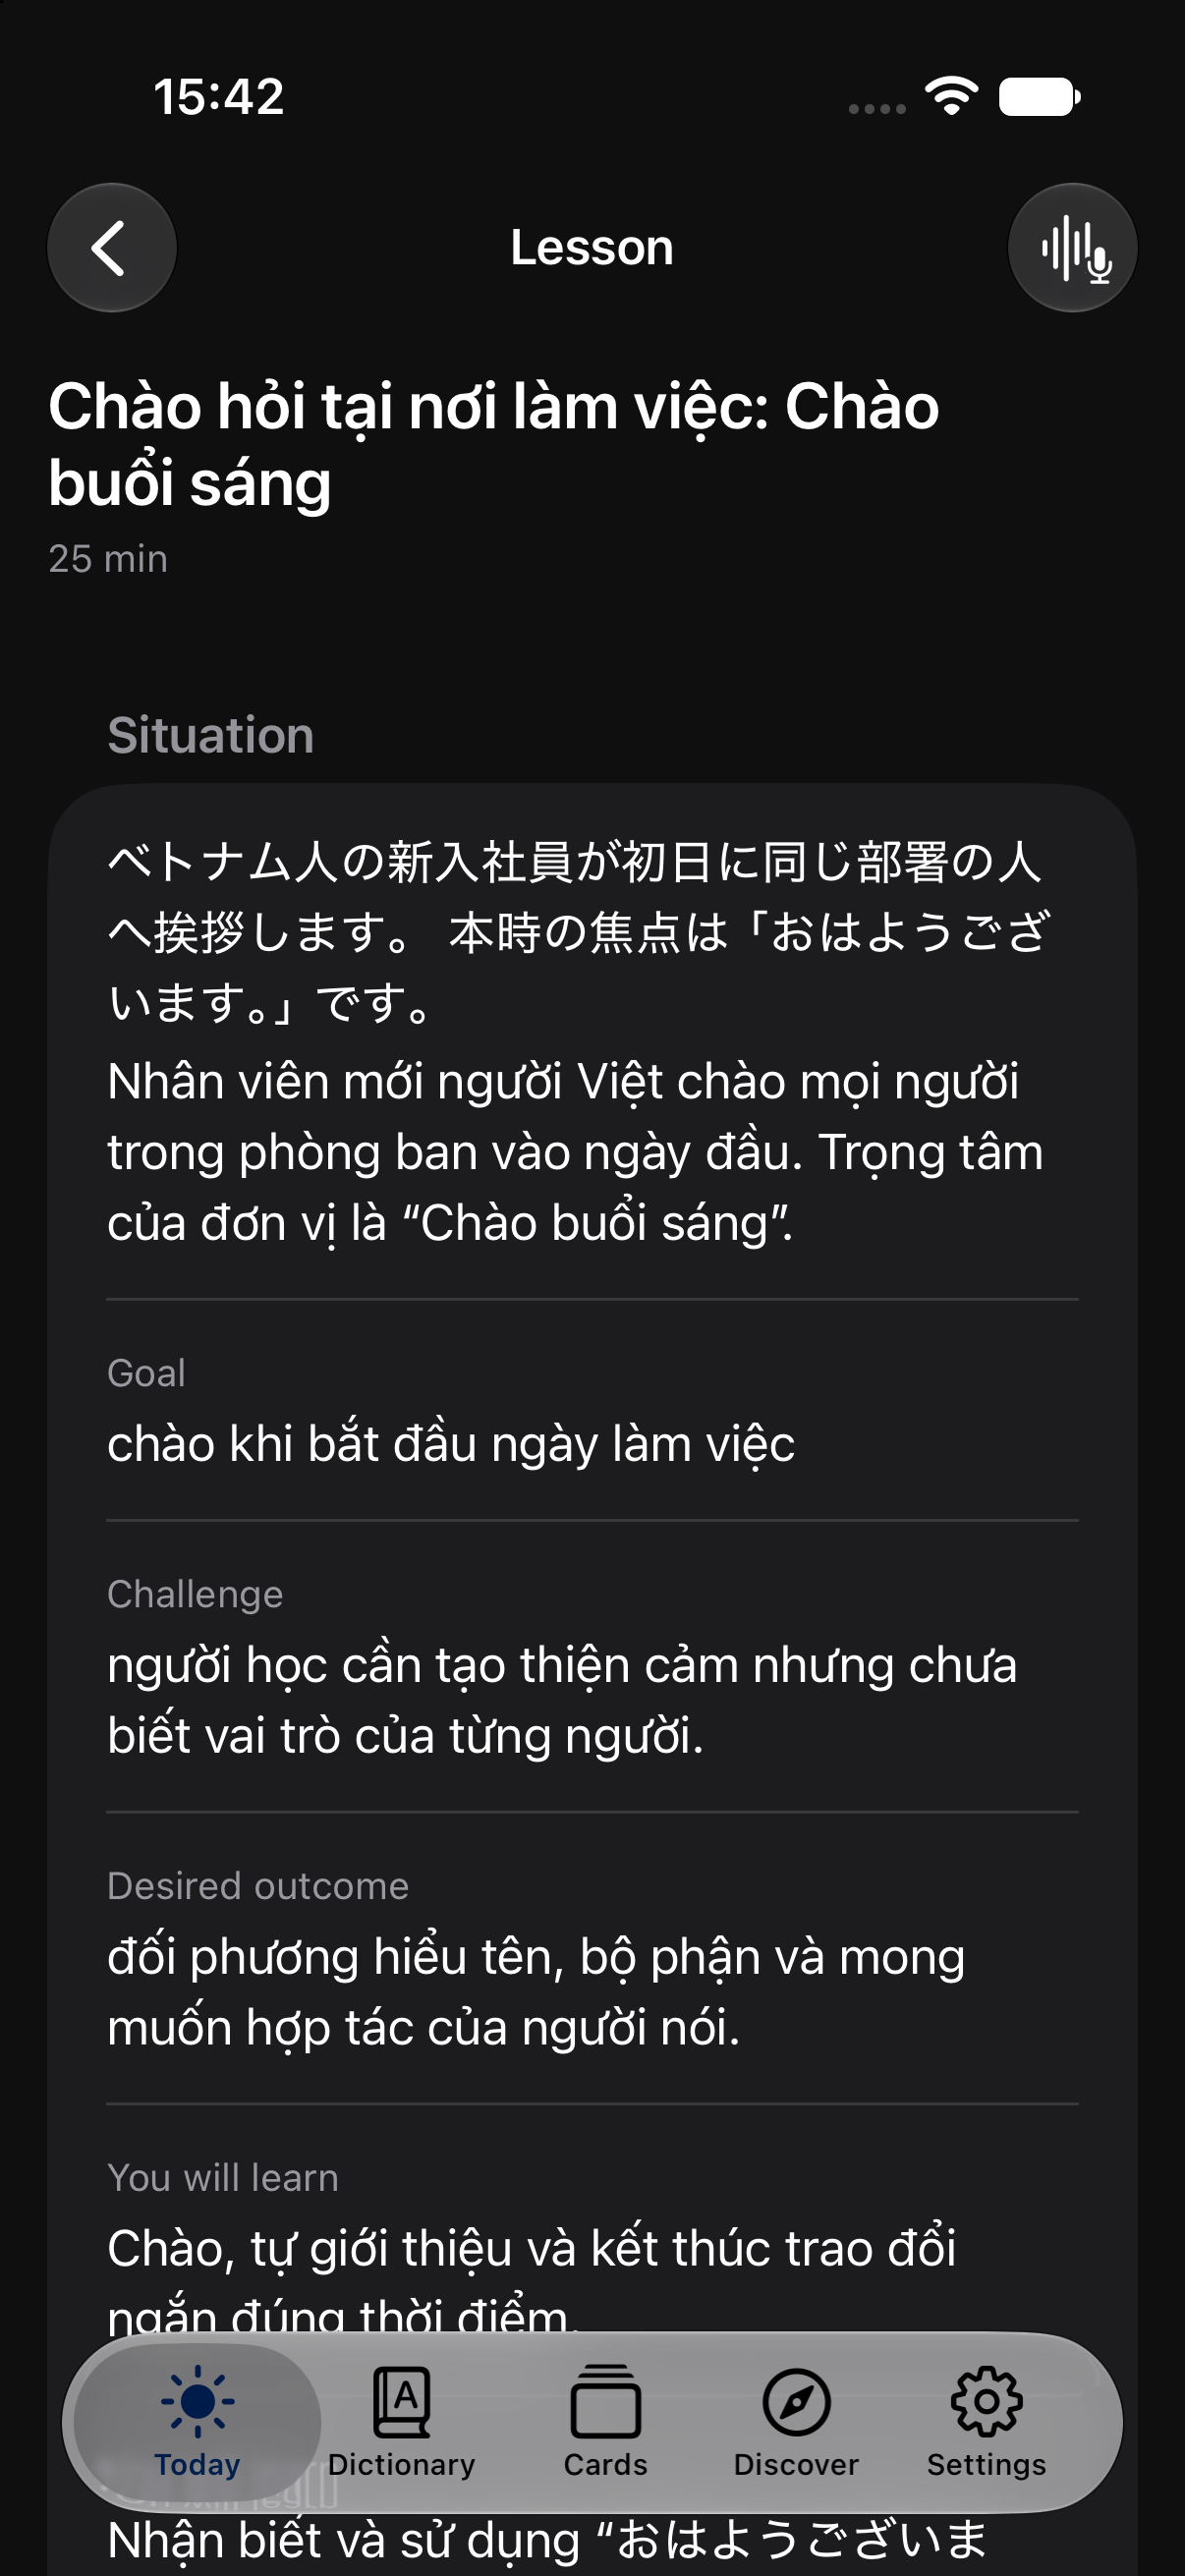 15:42
Lesson
Chào hỏi tại nơi làm việc: Chào
buổi sáng
25 min
Situation
ベトナム人の新入社員が初日に同じ部署の人
へ挨拶します。 本時の焦点は「おはようござ
います。」です。
Nhân viên mới người Việt chào mọi người
trong phòng ban vào ngày đầu. Trọng tâm
của đơn vị là “Chào buổi sáng”.
Goal
chào khi bắt đầu ngày làm việc
Challenge
người học cần tạo thiện cảm nhưng chưa
biết vai trò của từng người.
Desired outcome
đối phương hiểu tên, bộ phận và mong
muốn hợp tác của người nói.
You will learn
Chào, tự giới thiệu và kết thúc trao đổi
ngắn đúng thời điểm.
Today
Dictionary
Cards
Discover
Settings
Nhận biết và sử dụng “おはようございま